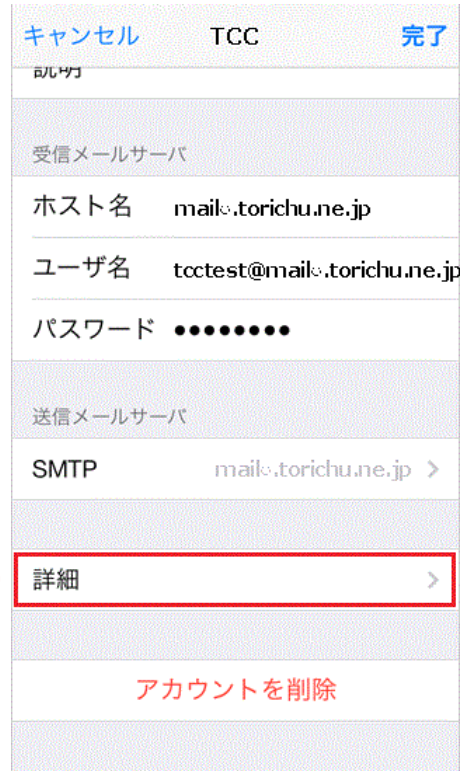 キャンセル TCC 完了
説明
受信メールサーバ
ホスト名 mail○.torichu.ne.jp
ユーザ名 tcctest@mail○.torichu.ne.jp
パスワード ●●●●●●●●
送信メールサーバ
SMTP mail○.torichu.ne.jp >
詳細 >
アカウントを削除